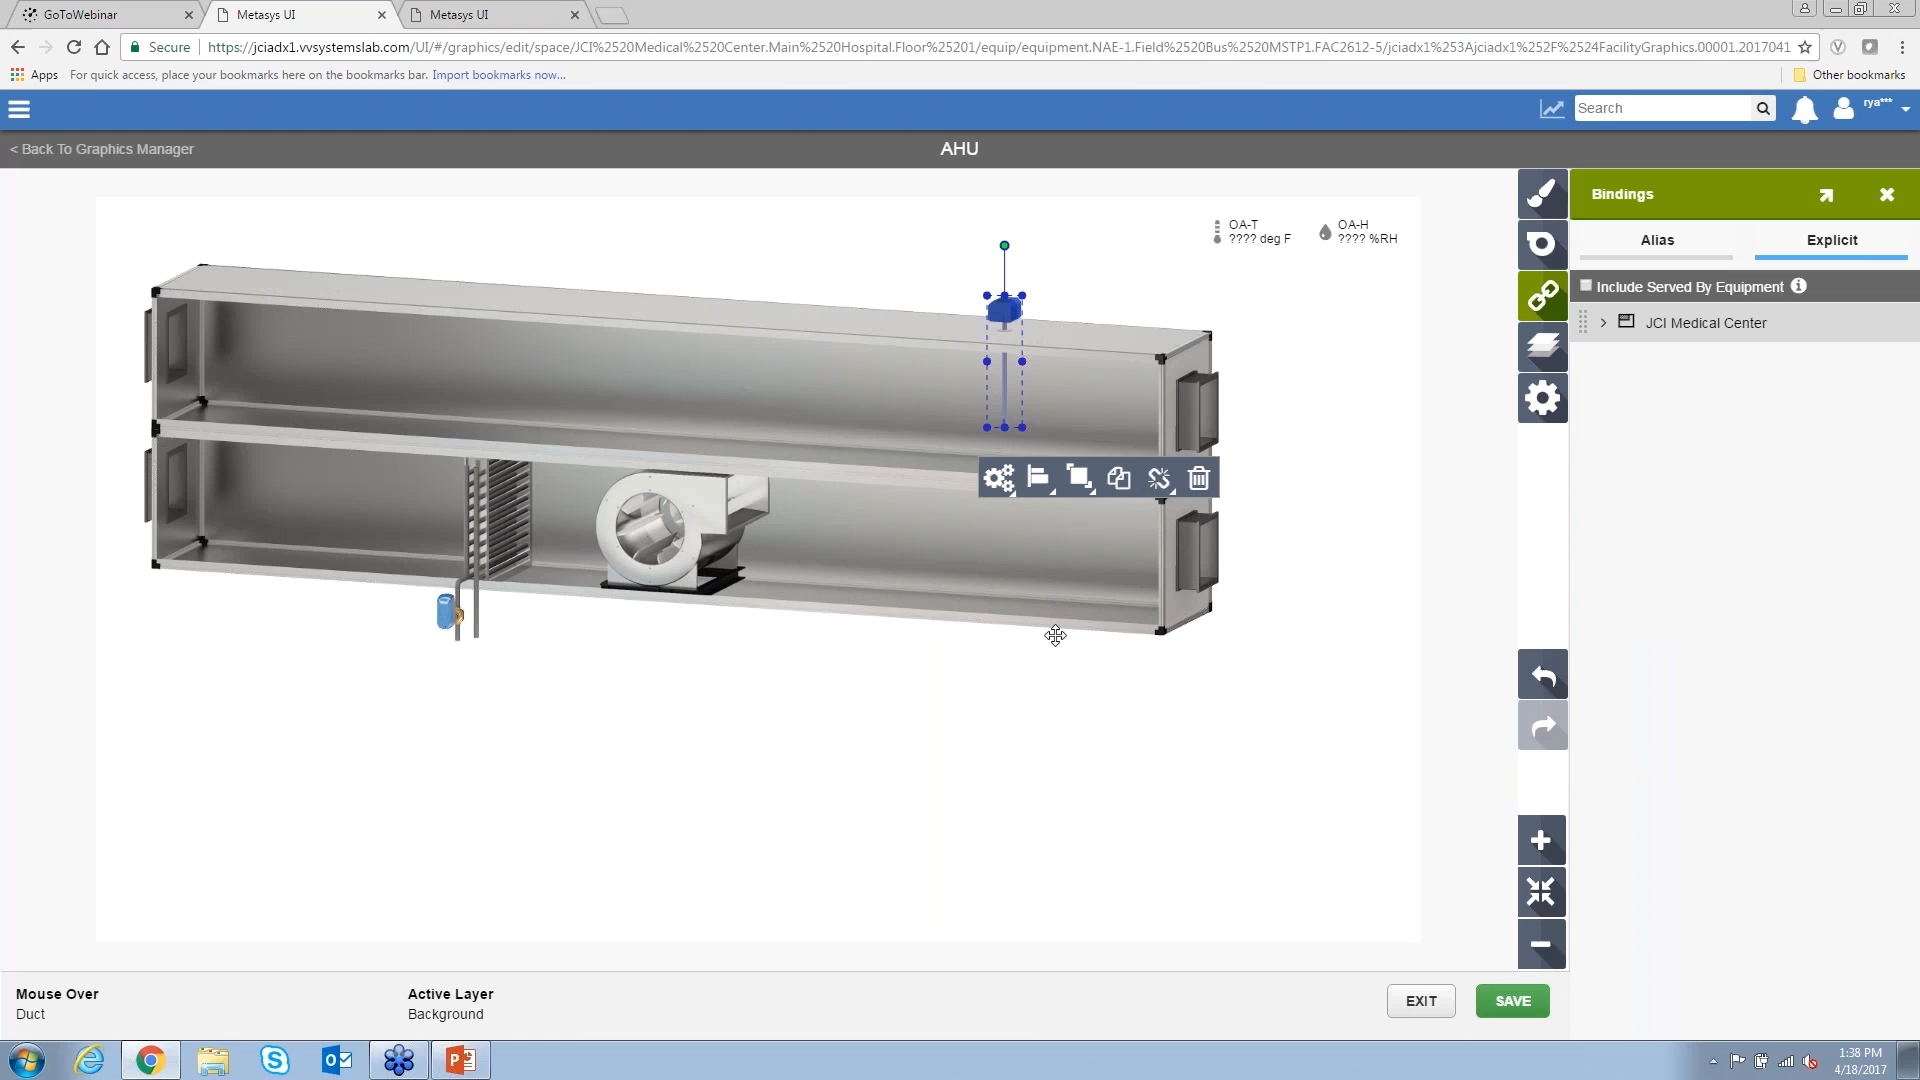 GoToWebinar
Metasys UI
Metasys UI
Secure
https://jciadx1.vvsystemslab.com/UI/#/graphics/edit/space/JCI%2520Medical%2520Center.Main%2520Hospital.Floor%25201/equip/equipment.NAE-1.Field%2520Bus%2520MSTP1.FAC2612-5/jciadx1%253Ajciadx1%252F%2524FacilityGraphics.00001.2017041
Apps
For quick access, place your bookmarks here on the bookmarks bar. Import bookmarks now...
Other bookmarks
Search
rya***
< Back To Graphics Manager
AHU
Bindings
OA-T
???? deg F
OA-H
???? %RH
Alias
Explicit
Include Served By Equipment
JCI Medical Center
Mouse Over
Duct
Active Layer
Background
EXIT
SAVE
1:38 PM
4/18/2017